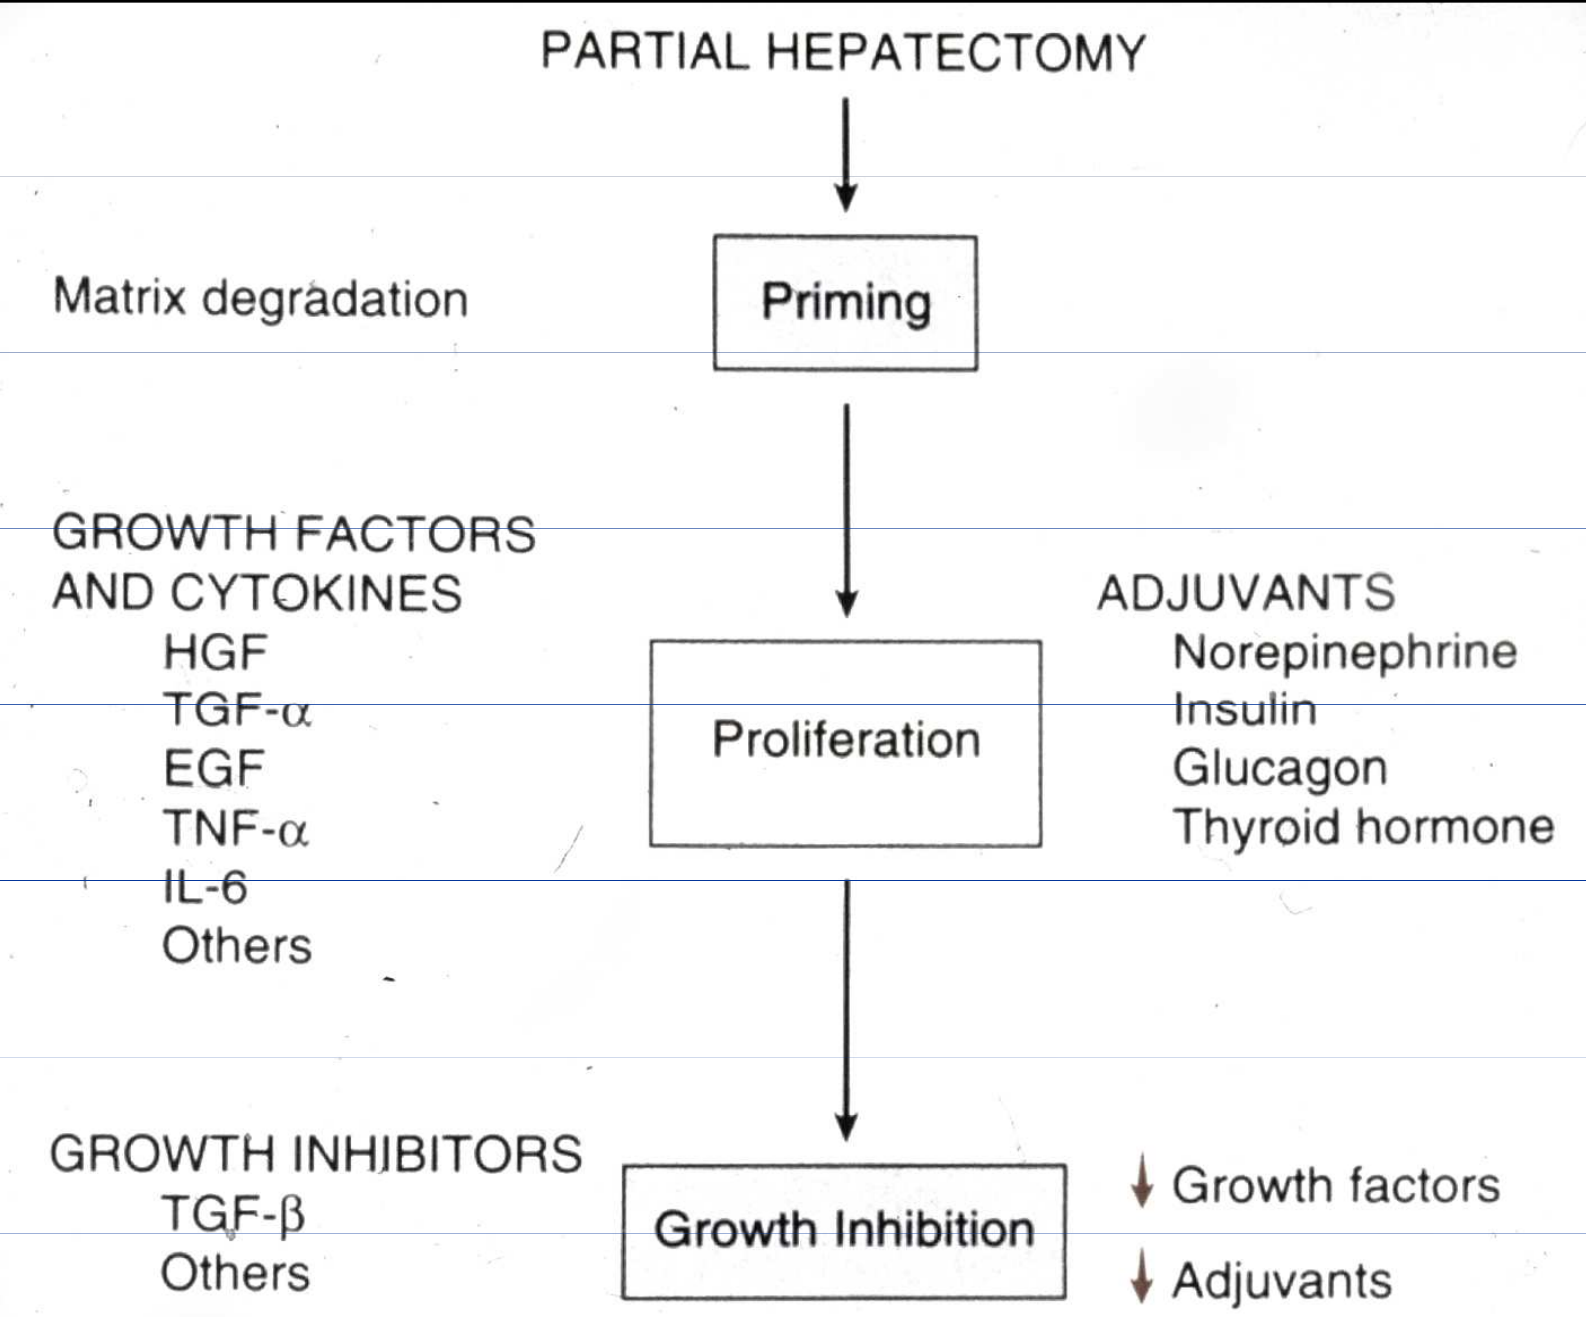 PARTIAL HEPATECTOMY
Matrix degradation
Priming
GROWTH FACTORS
AND CYTOKINES
HGF
TGF-α
EGF
TNF-α
IL-6
Others
Proliferation
ADJUVANTS
Norepinephrine
Insulin
Glucagon
Thyroid hormone
GROWTH INHIBITORS
TGF-β
Others
Growth Inhibition
↓ Growth factors
↓ Adjuvants